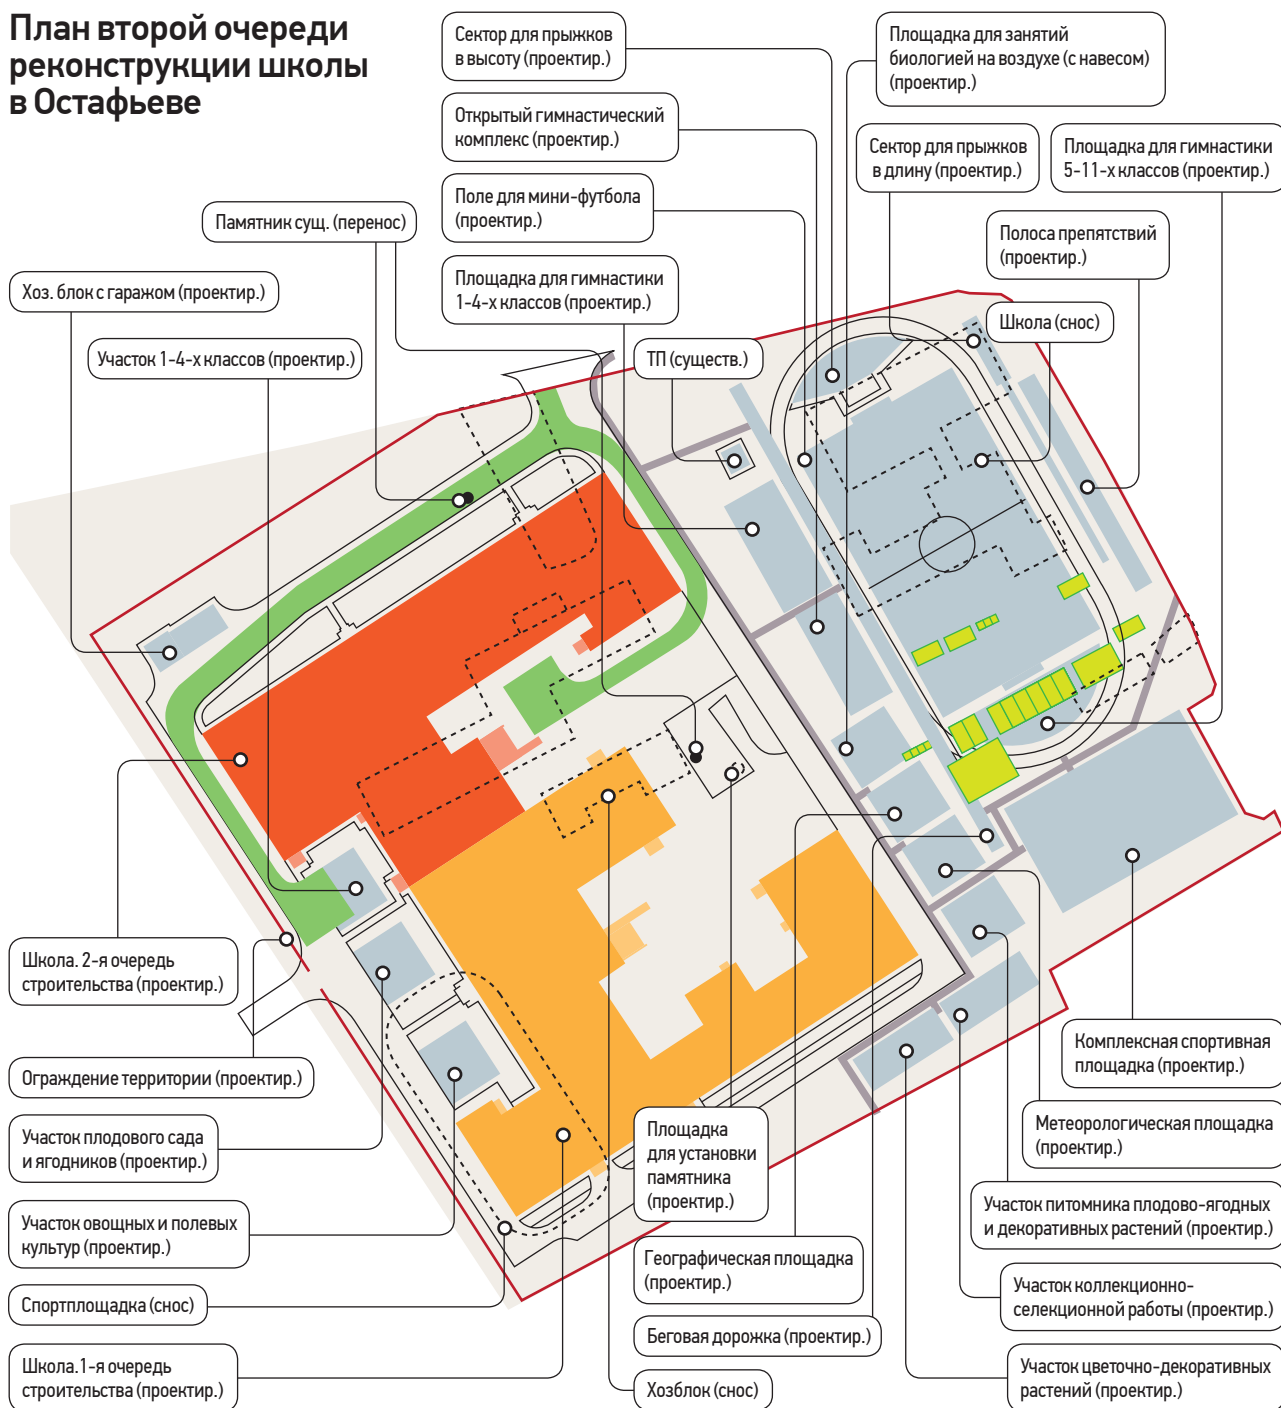 План второй очереди
реконструкции школы
в Остафьеве
Сектор для прыжков
в высоту (проектир.)
Площадка для занятий
биологией на воздухе (с навесом)
(проектир.)
Открытый гимнастический
комплекс (проектир.)
Сектор для прыжков
в длину (проектир.)
Площадка для гимнастики
5-11-х классов (проектир.)
Поле для мини-футбола
(проектир.)
Памятник сущ. (перенос)
Полоса препятствий
(проектир.)
Площадка для гимнастики
1-4-х классов (проектир.)
Хоз. блок с гаражом (проектир.)
Школа (снос)
Участок 1-4-х классов (проектир.)
ТП (существ.)
Школа. 2-я очередь
строительства (проектир.)
Ограждение территории (проектир.)
Комплексная спортивная
площадка (проектир.)
Участок плодового сада
и ягодников (проектир.)
Площадка
для установки
памятника
(проектир.)
Метеорологическая площадка
(проектир.)
Участок овощных и полевых
культур (проектир.)
Участок питомника плодово-ягодных
и декоративных растений (проектир.)
Географическая площадка
(проектир.)
Спортплощадка (снос)
Участок коллекционно-
селекционной работы (проектир.)
Беговая дорожка (проектир.)
Школа.1-я очередь
строительства (проектир.)
Хозблок (снос)
Участок цветочно-декоративных
растений (проектир.)